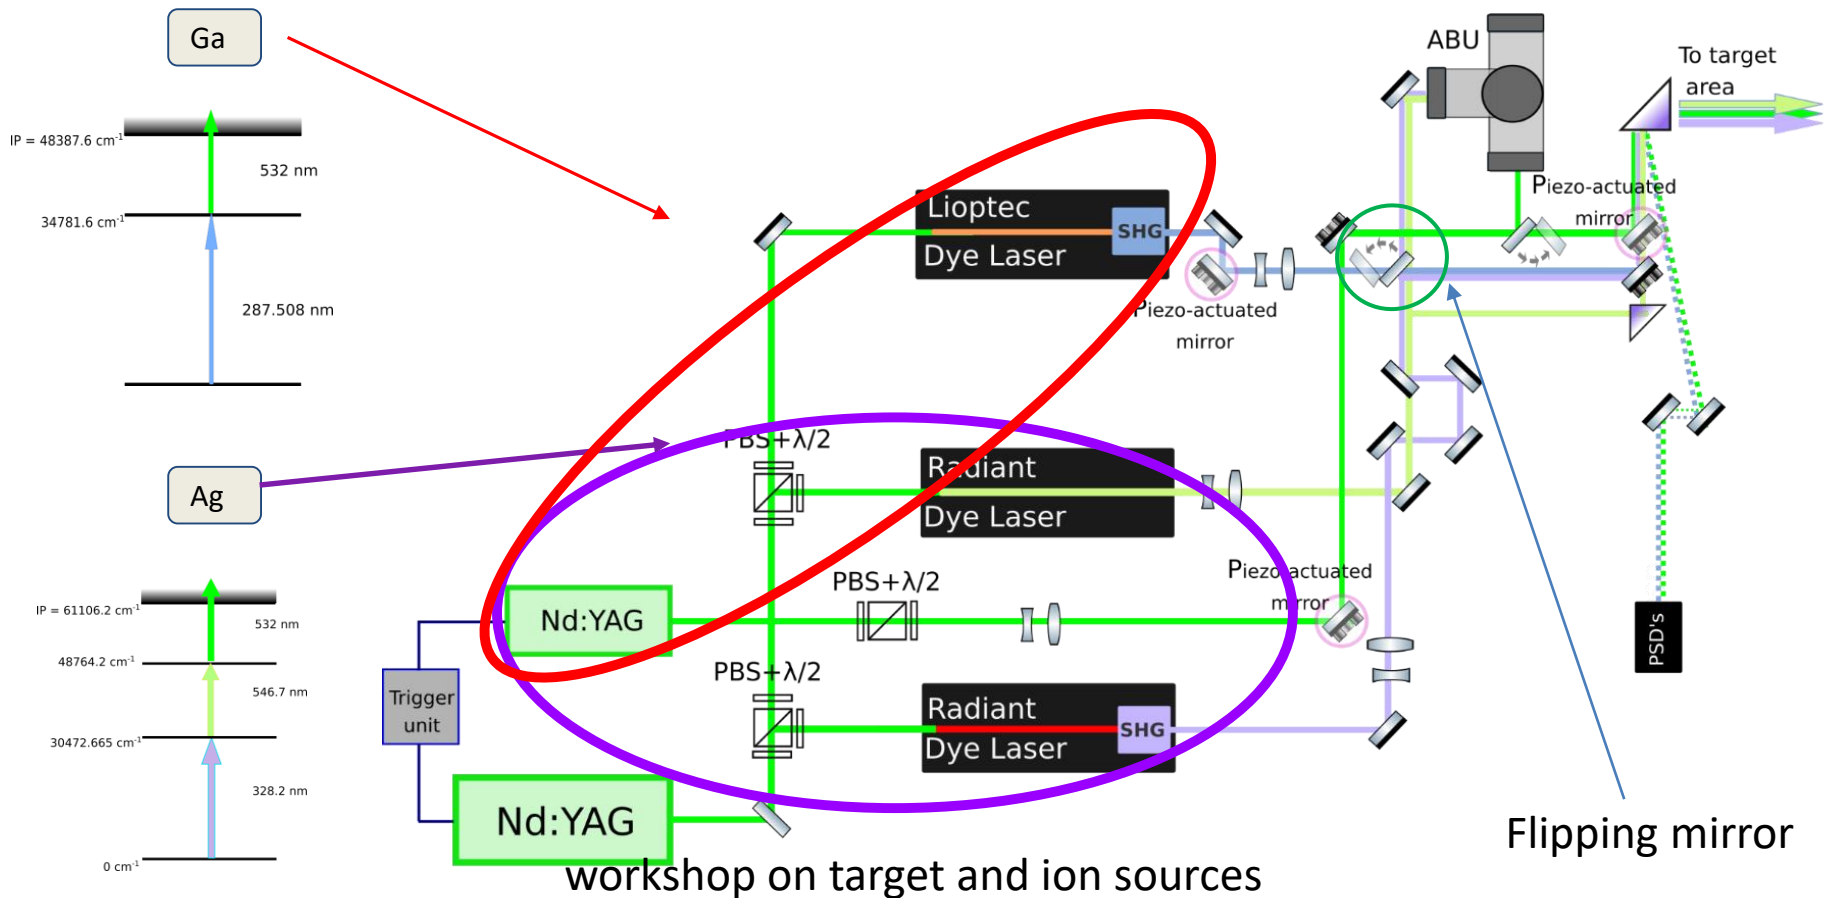 Ga
IP = 48387.6 cm⁻¹
532 nm
34781.6 cm⁻¹
287.508 nm
Ag
IP = 61106.2 cm⁻¹
532 nm
48764.2 cm⁻¹
546.7 nm
30472.665 cm⁻¹
328.2 nm
0 cm⁻¹
Lioptec
SHG
Dye Laser
Piezo-actuated
mirror
ABU
To target
area
Piezo-actuated
mirror
PBS+λ/2
Radiant
Dye Laser
Nd:YAG
PBS+λ/2
Piezo-actuated
mirror
PSD's
Trigger
unit
PBS+λ/2
Radiant
SHG
Dye Laser
Nd:YAG
Flipping mirror
workshop on target and ion sources